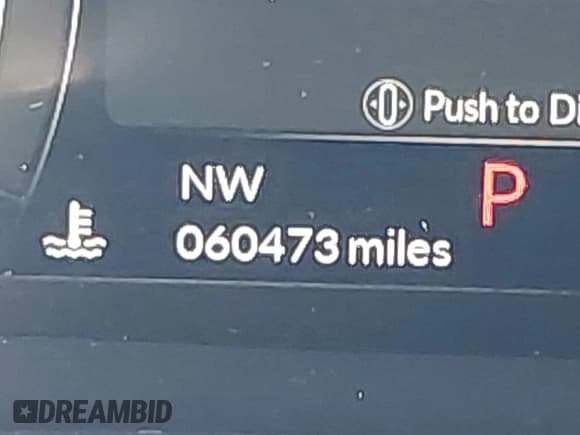 Push to Di
NW
P
060473 miles
DREAMBID